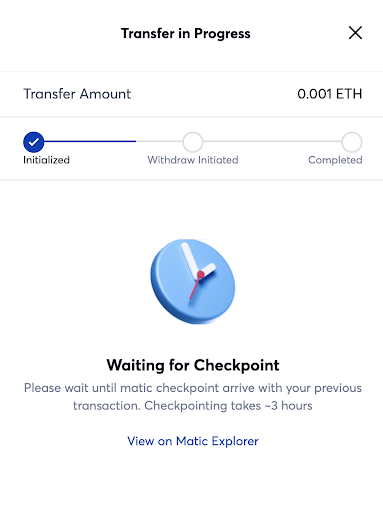 Transfer in Progress
Transfer Amount 0.001 ETH
Initialized Withdraw Initiated Completed
Waiting for Checkpoint
Please wait until matic checkpoint arrive with your previous
transaction. Checkpointing takes ~3 hours
View on Matic Explorer